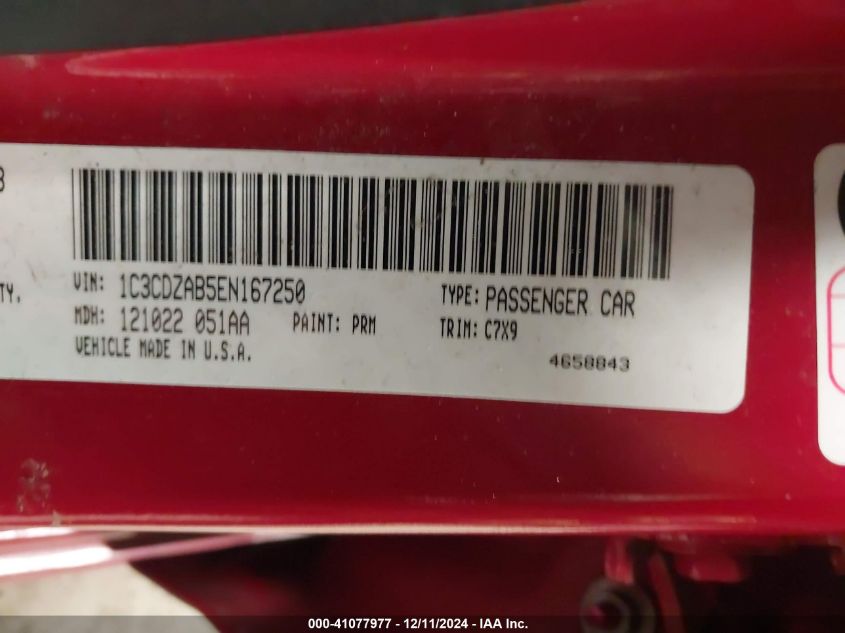 TY.
VIN: 1C3CDZAB5EN167250 TYPE: PASSENGER CAR
MDH: 121022 051AA PAINT: PRM TRIM: C7X9
VEHICLE MADE IN U.S.A. 4658843
000-41077977 - 12/11/2024 - IAA Inc.